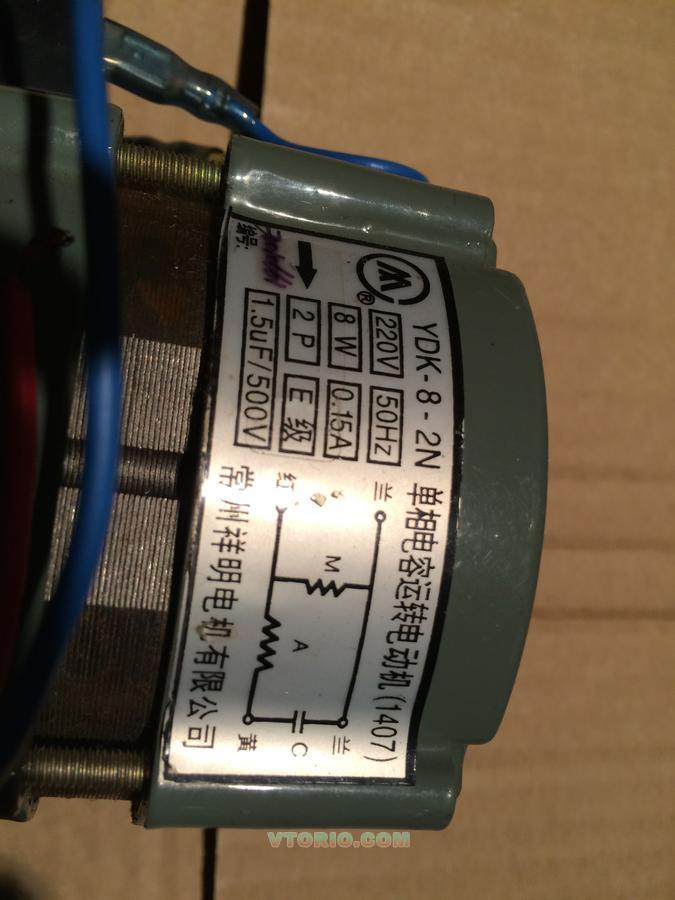 YDK-8-2N 单相电容运转电动机(1407)
®
220V 50Hz
8W 0.15A
2P E级
1.5uF/500V
编号:
兰
红
M
A
C
兰
黄
常州祥明电机有限公司
VTORIO.COM